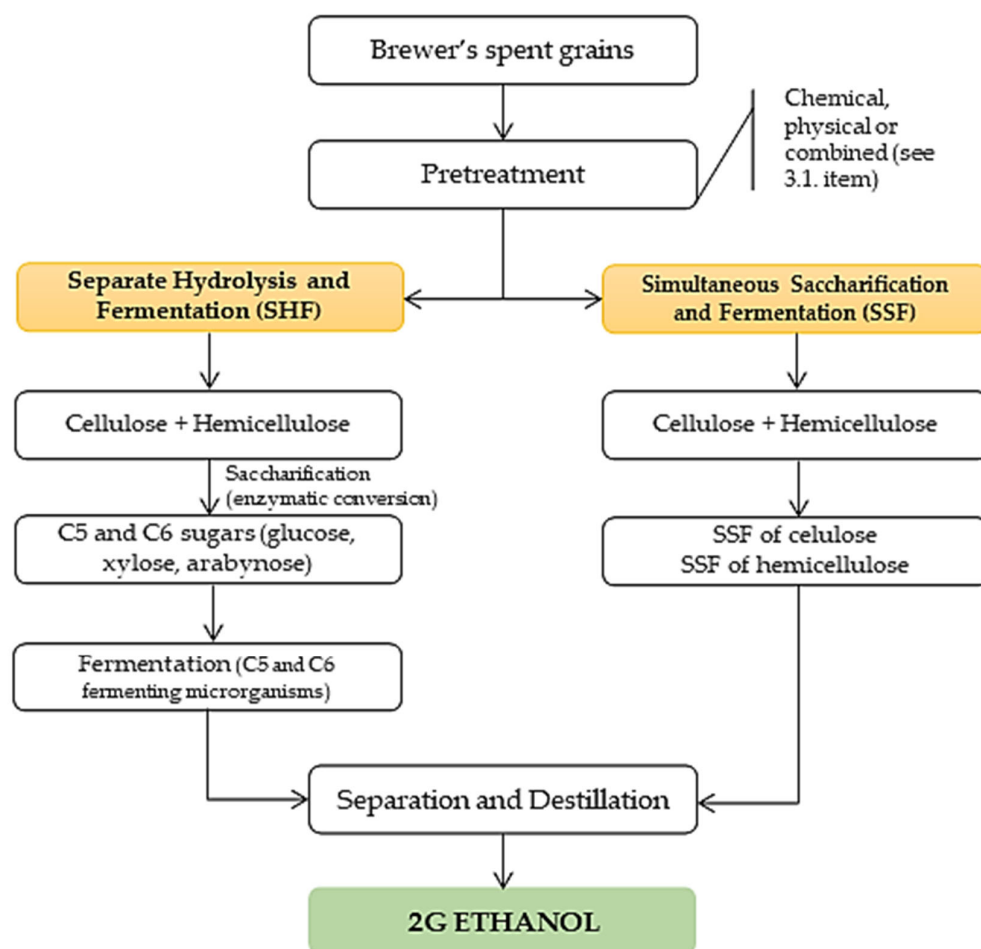 Brewer's spent grains
Chemical,
physical or
combined (see
3.1. item)
Pretreatment
Separate Hydrolysis and
Fermentation (SHF)
Simultaneous Saccharification
and Fermentation (SSF)
Cellulose + Hemicellulose
Cellulose + Hemicellulose
Saccharification
(enzymatic conversion)
C5 and C6 sugars (glucose,
xylose, arabynose)
SSF of celulose
SSF of hemicellulose
Fermentation (C5 and C6
fermenting microrganisms)
Separation and Destillation
2G ETHANOL